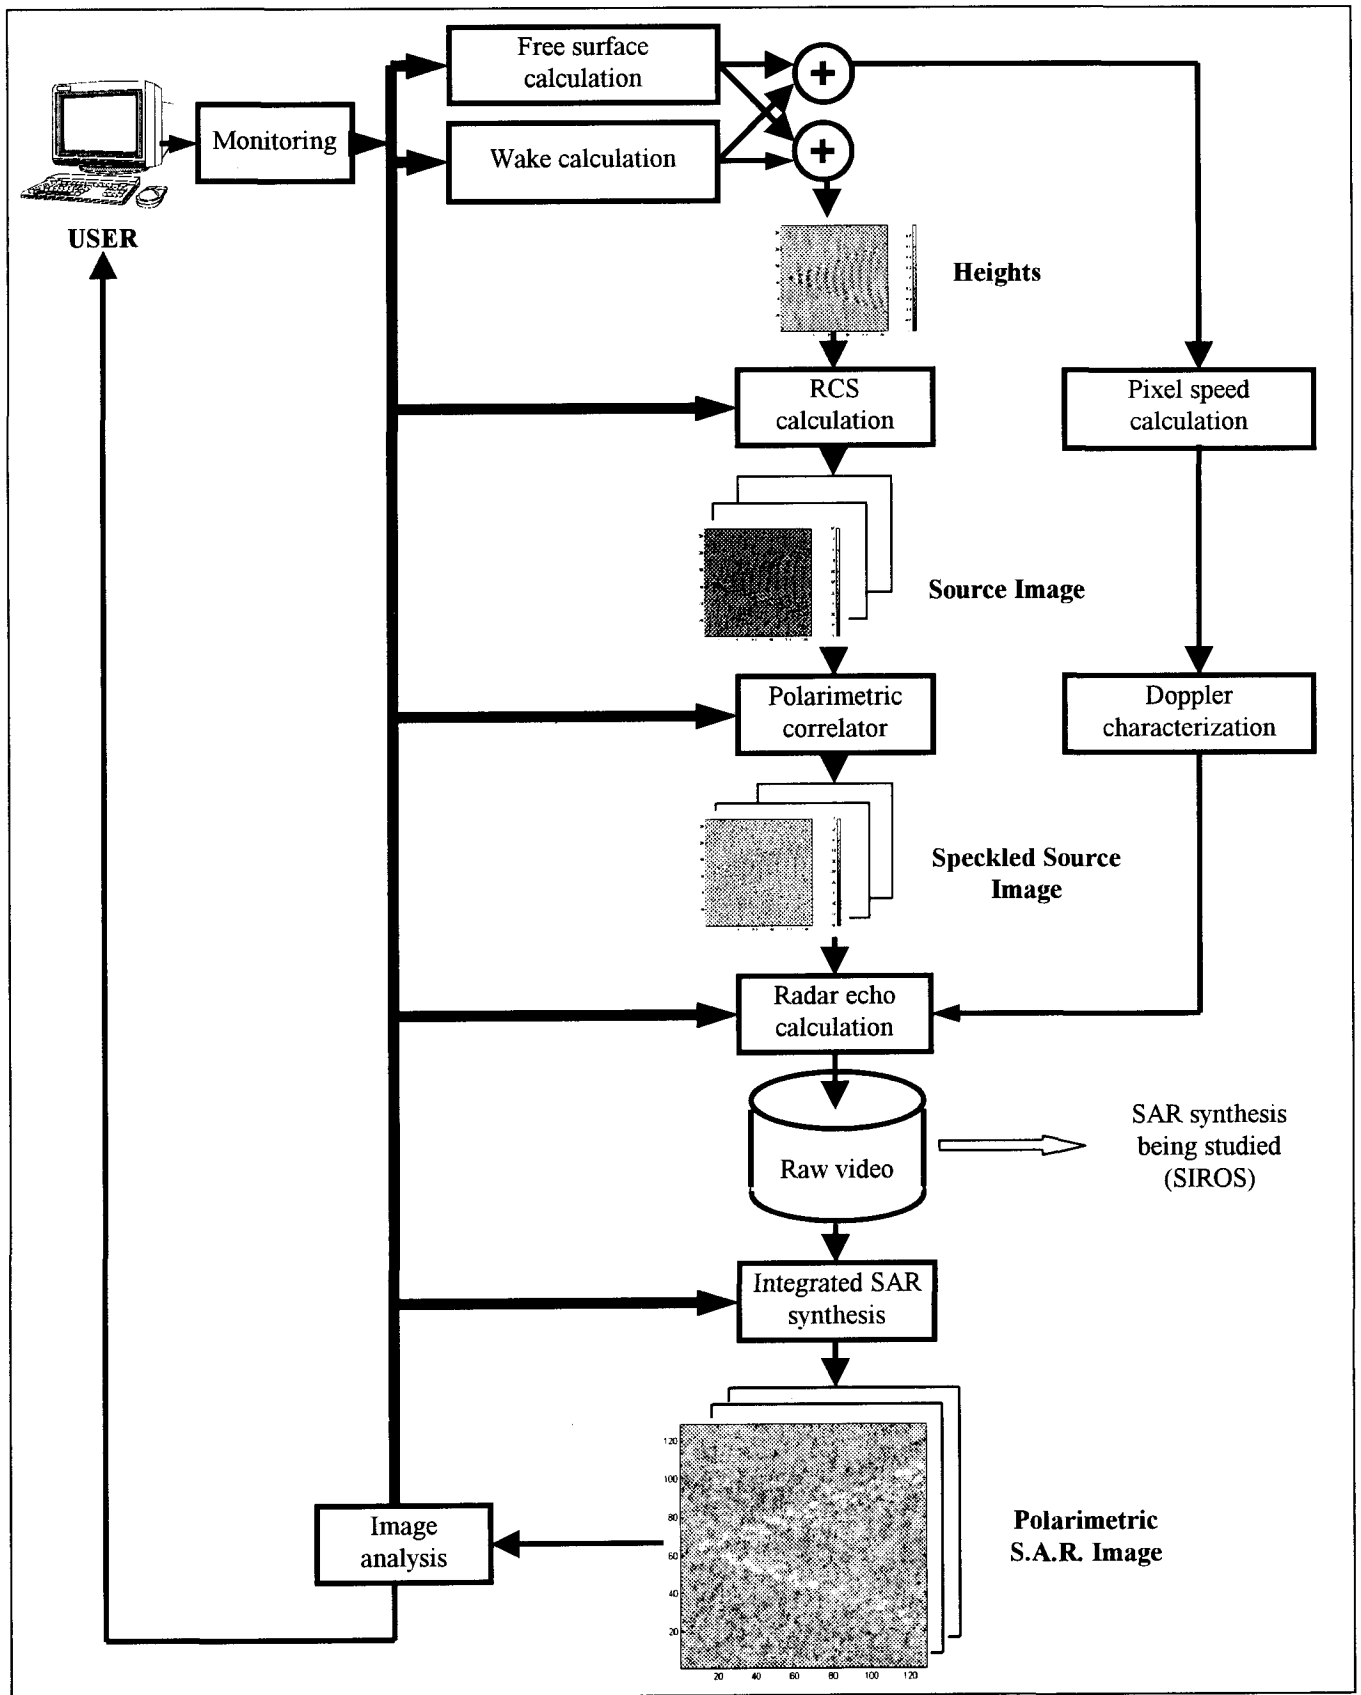 Free surface
calculation
Monitoring
Wake calculation
USER
Heights
RCS
calculation
Pixel speed
calculation
Source Image
Polarimetric
correlator
Doppler
characterization
Speckled Source
Image
Radar echo
calculation
Raw video
SAR synthesis
being studied
(SIROS)
Integrated SAR
synthesis
Image
analysis
Polarimetric
S.A.R. Image
120
100
80
60
40
20
20 40 60 80 100 120